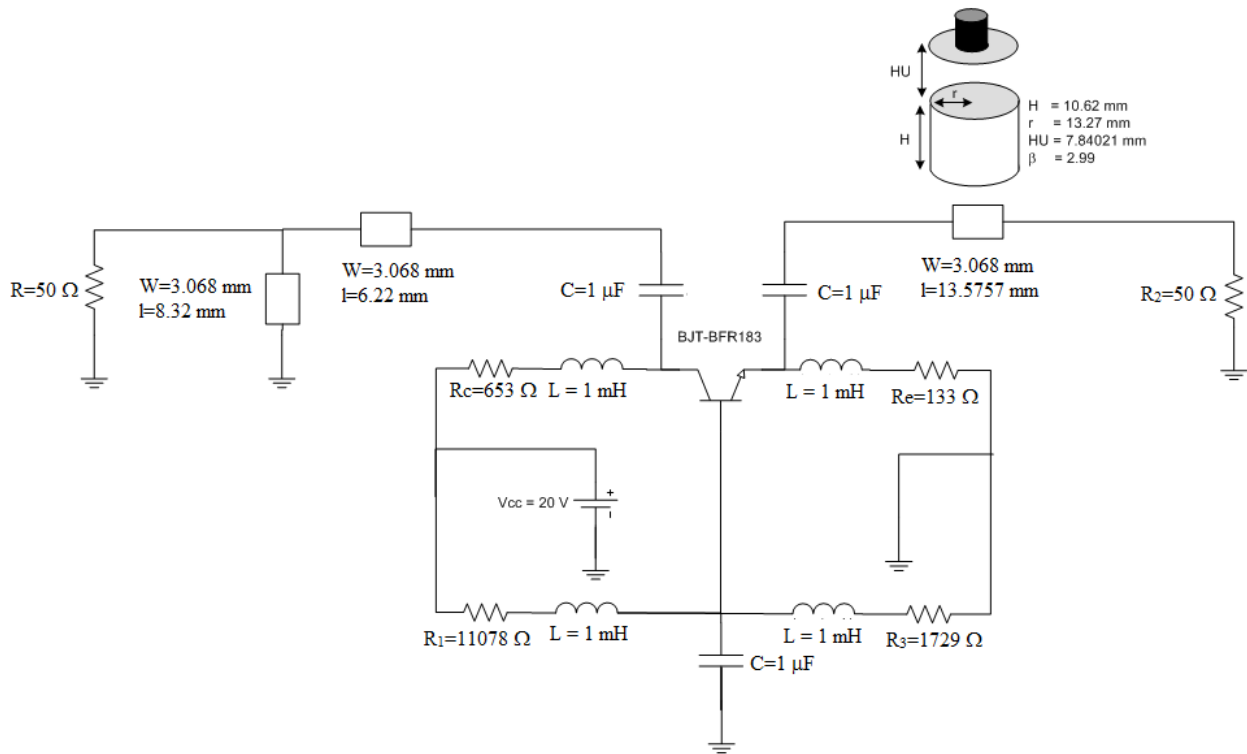 HU
r
H
H = 10.62 mm
r = 13.27 mm
HU = 7.84021 mm
β = 2.99
R=50 Ω
W=3.068 mm
l=8.32 mm
W=3.068 mm
l=6.22 mm
C=1 μF
C=1 μF
W=3.068 mm
l=13.5757 mm
R₂=50 Ω
BJT-BFR183
Rc=653 Ω
L = 1 mH
L = 1 mH
Re=133 Ω
Vcc = 20 V
+
-
R₁=11078 Ω
L = 1 mH
L = 1 mH
R₃=1729 Ω
C=1 μF